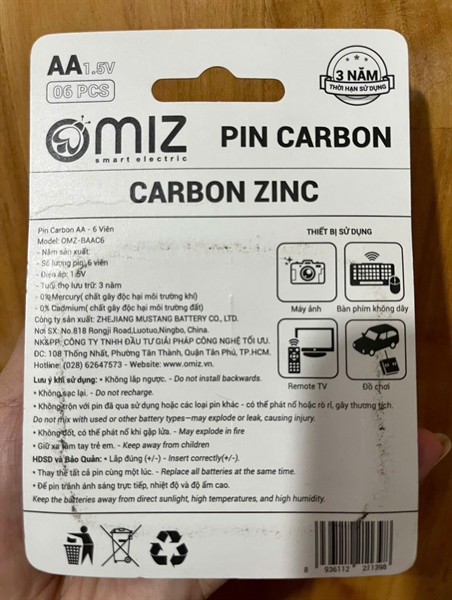 AA 1.5V
06 PCS
3 NĂM
THỜI HẠN SỬ DỤNG
OMIZ
smart electric
PIN CARBON
CARBON ZINC
Pin Carbon AA - 6 Viên
Model: OMZ-BAAC6
- Năm sản xuất:
- Số lượng pin: 6 viên
- Điện áp: 1.5V
- Tuổi thọ lưu trữ: 3 năm
- 0% Mercury( chất gây độc hại môi trường khí)
- 0% Cadmium( chất gây độc hại môi trường đất)
Công ty sản xuất: ZHEJIANG MUSTANG BATTERY CO., LTD.
Nơi SX: No.818 Rongji Road,Luotuo,Ningbo, China.
NK&PP: CÔNG TY TNHH ĐẦU TƯ GIẢI PHÁP CÔNG NGHỆ TỐI ƯU.
ĐC: 108 Thống Nhất, Phường Tân Thành, Quận Tân Phú, TP.HCM.
Hotline: (028) 62647573 - Website: www.omiz.vn.
THIẾT BỊ SỬ DỤNG
Máy ảnh
Bàn phím không dây
Remote TV
Đồ chơi
Lưu ý khi sử dụng: • Không lắp ngược. - Do not install backwards.
• Không sạc lại. - Do not recharge.
• Không trộn với pin đã qua sử dụng hoặc các loại pin khác - có thể phát nổ hoặc rò rỉ, gây thương tích.
Do not mix with used or other battery types—may explode or leak, causing injury.
• Không đốt, có thể phát nổ khi gặp lửa. - May explode in fire
• Giữ xa tầm tay trẻ em. - Keep away from children
HDSD và Bảo Quản: • Lắp đúng (+/-) - Insert correctly(+/-).
• Thay thế tất cả pin cùng một lúc. - Replace all batteries at the same time.
• Để pin tránh ánh sáng trực tiếp, nhiệt độ và độ ẩm cao.
Keep the batteries away from direct sunlight, high temperatures, and high humidity.
8 936112 211398